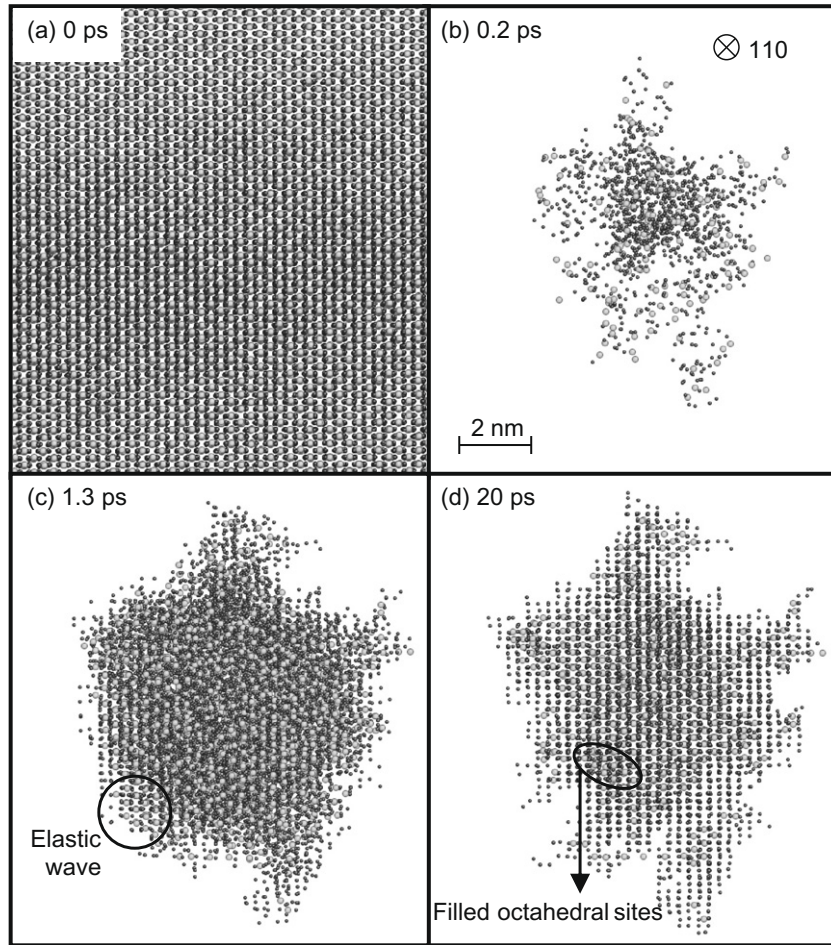 (a) 0 ps
(b) 0.2 ps
110
2 nm
(c) 1.3 ps
Elastic
wave
(d) 20 ps
Filled octahedral sites